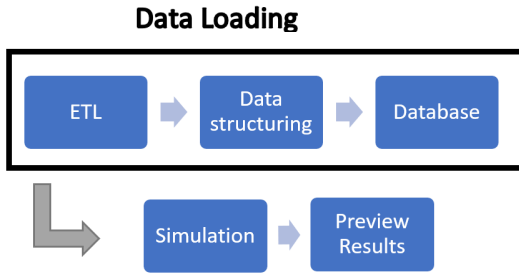 Data Loading
ETL
Data
structuring
Database
Simulation
Preview
Results